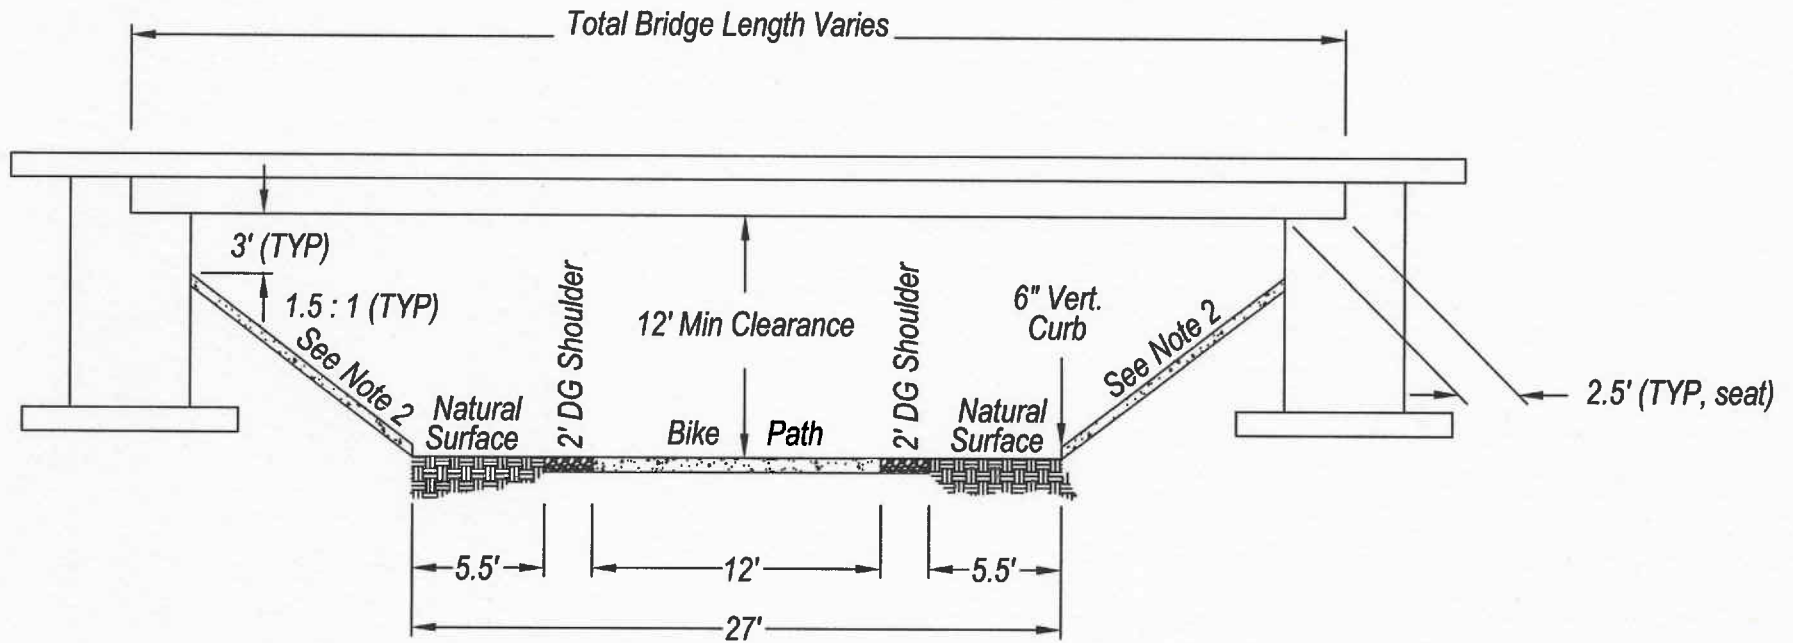 Total Bridge Length Varies
3' (TYP)
1.5 : 1 (TYP)
See Note 2
Natural
Surface
2' DG Shoulder
12' Min Clearance
Bike Path
2' DG Shoulder
Natural
Surface
6" Vert.
Curb
See Note 2
2.5' (TYP, seat)
5.5'
12'
5.5'
27'